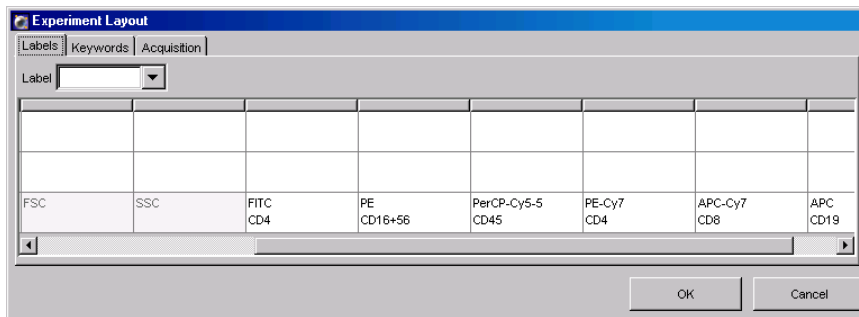 Experiment Layout
Labels Keywords Acquisition
Label
FSC SSC FITC PE PerCP-Cy5-5 PE-Cy7 APC-Cy7 APC
CD4 CD16+56 CD45 CD4 CD8 CD19
OK Cancel